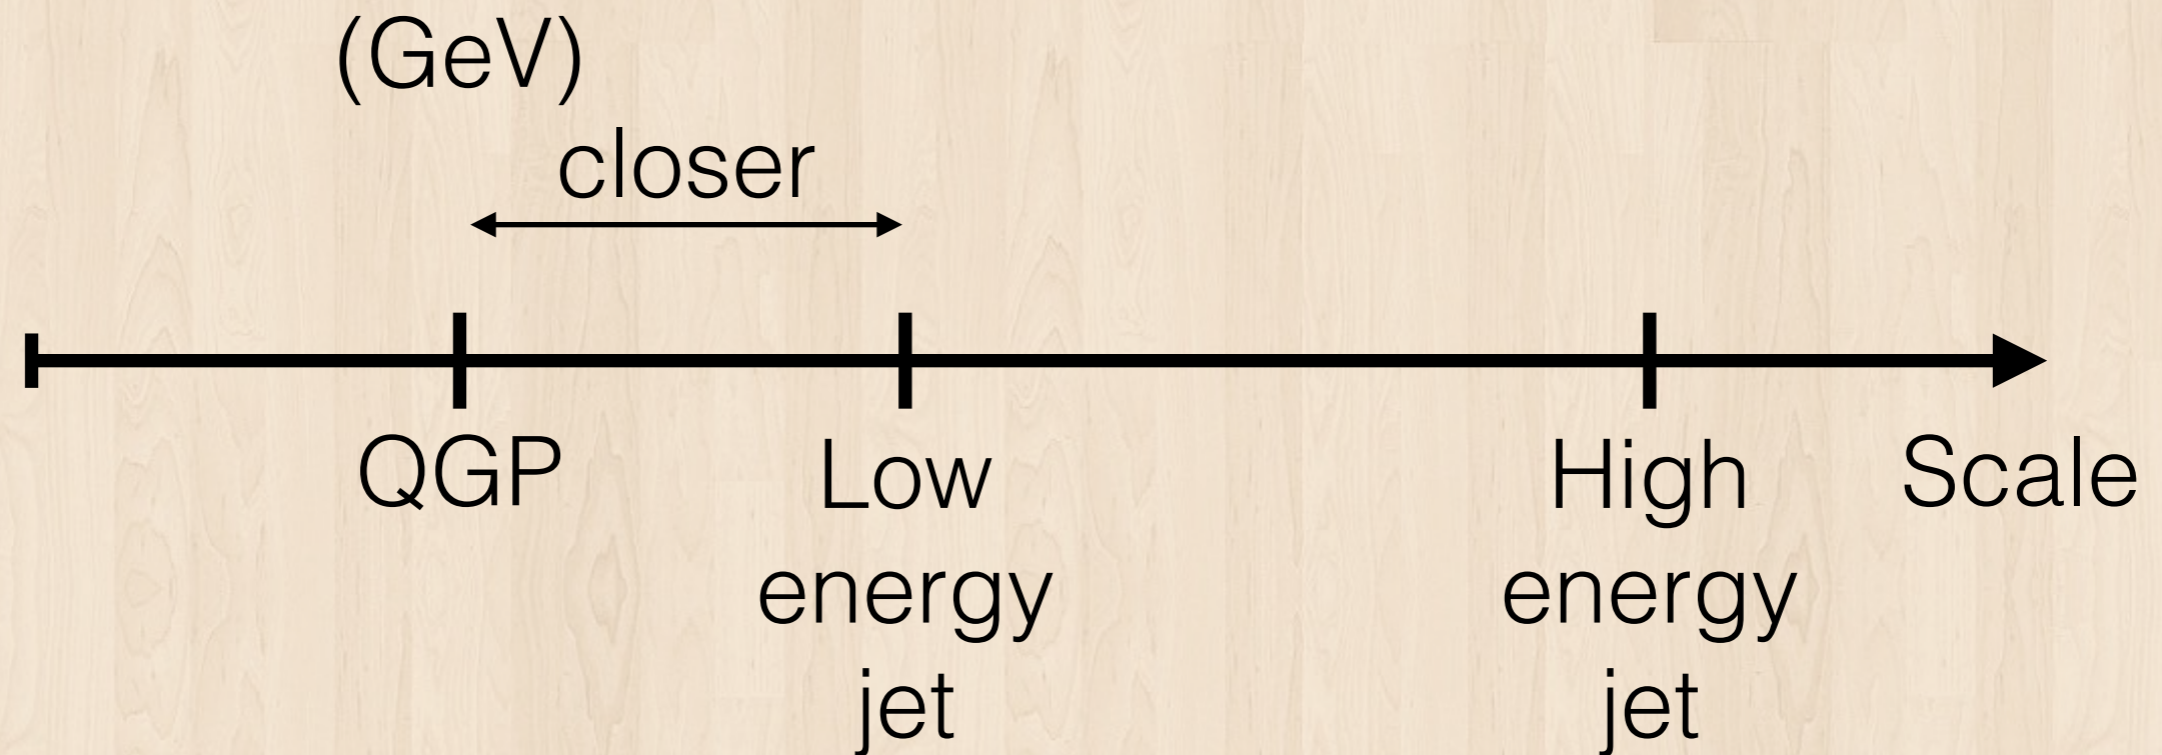 (GeV)
closer
QGP
Low
energy
jet
High
energy
jet
Scale